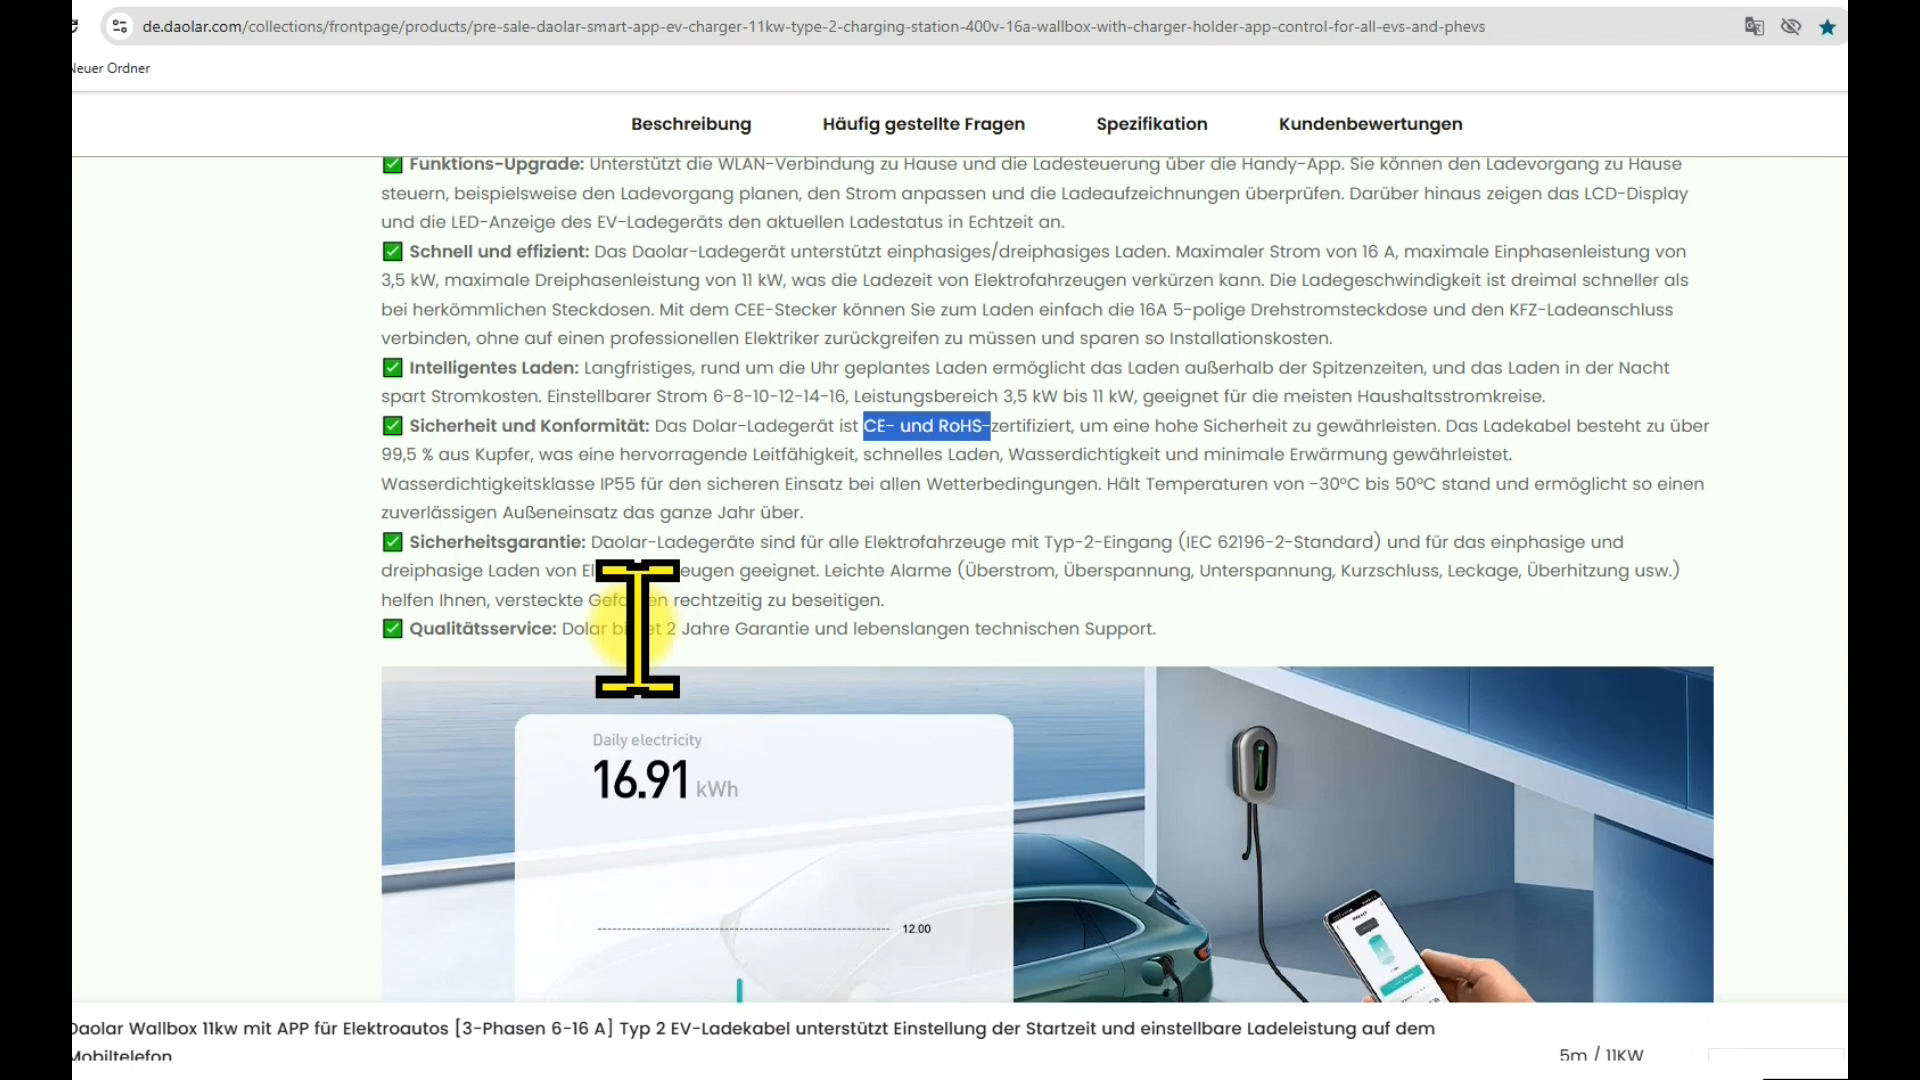 de.daolar.com/collections/frontpage/products/pre-sale-daolar-smart-app-ev-charger-11kw-type-2-charging-station-400v-16a-wallbox-with-charger-holder-app-control-for-all-evs-and-phevs
Neuer Ordner
Beschreibung Häufig gestellte Fragen Spezifikation Kundenbewertungen
Funktions-Upgrade: Unterstützt die WLAN-Verbindung zu Hause und die Ladesteuerung über die Handy-App. Sie können den Ladevorgang zu Hause
steuern, beispielsweise den Ladevorgang planen, den Strom anpassen und die Ladeaufzeichnungen überprüfen. Darüber hinaus zeigen das LCD-Display
und die LED-Anzeige des EV-Ladegeräts den aktuellen Ladestatus in Echtzeit an.
Schnell und effizient: Das Daolar-Ladegerät unterstützt einphasiges/dreiphasiges Laden. Maximaler Strom von 16 A, maximale Einphasenleistung von
3,5 kW, maximale Dreiphasenleistung von 11 kW, was die Ladezeit von Elektrofahrzeugen verkürzen kann. Die Ladegeschwindigkeit ist dreimal schneller als
bei herkömmlichen Steckdosen. Mit dem CEE-Stecker können Sie zum Laden einfach die 16A 5-polige Drehstromsteckdose und den KFZ-Ladeanschluss
verbinden, ohne auf einen professionellen Elektriker zurückgreifen zu müssen und sparen so Installationskosten.
Intelligentes Laden: Langfristiges, rund um die Uhr geplantes Laden ermöglicht das Laden außerhalb der Spitzenzeiten, und das Laden in der Nacht
spart Stromkosten. Einstellbarer Strom 6-8-10-12-14-16, Leistungsbereich 3,5 kW bis 11 kW, geeignet für die meisten Haushaltsstromkreise.
Sicherheit und Konformität: Das Dolar-Ladegerät ist CE- und RoHS-zertifiziert, um eine hohe Sicherheit zu gewährleisten. Das Ladekabel besteht zu über
99,5 % aus Kupfer, was eine hervorragende Leitfähigkeit, schnelles Laden, Wasserdichtigkeit und minimale Erwärmung gewährleistet.
Wasserdichtigkeitsklasse IP55 für den sicheren Einsatz bei allen Wetterbedingungen. Hält Temperaturen von -30°C bis 50°C stand und ermöglicht so einen
zuverlässigen Außeneinsatz das ganze Jahr über.
Sicherheitsgarantie: Daolar-Ladegeräte sind für alle Elektrofahrzeuge mit Typ-2-Eingang (IEC 62196-2-Standard) und für das einphasige und
dreiphasige Laden von geeignet. Leichte Alarme (Überstrom, Überspannung, Unterspannung, Kurzschluss, Leckage, Überhitzung usw.)
helfen Ihnen, versteckte rechtzeitig zu beseitigen.
Qualitätsservice: Dolar 2 Jahre Garantie und lebenslangen technischen Support.
Daily electricity
16.91 kWh
12.00
Daolar Wallbox 11kw mit APP für Elektroautos [3-Phasen 6-16 A] Typ 2 EV-Ladekabel unterstützt Einstellung der Startzeit und einstellbare Ladeleistung auf dem
Mobiltelefon
5m / 11KW